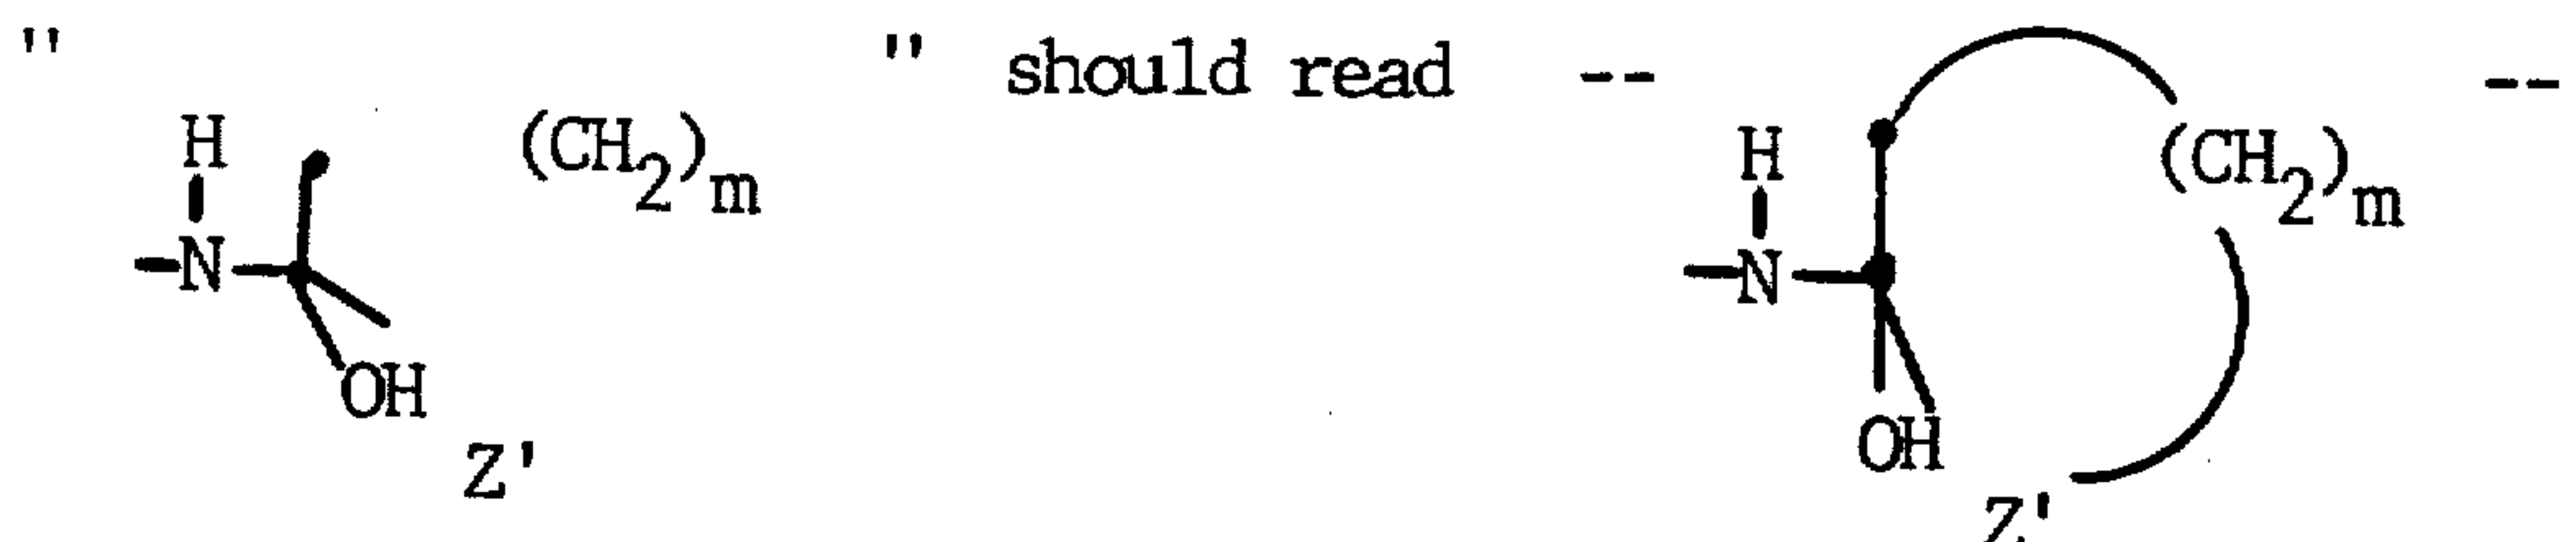 " " should read -- --
H (CH2)m H (CH2)m
-N -N
OH OH
Z' Z'